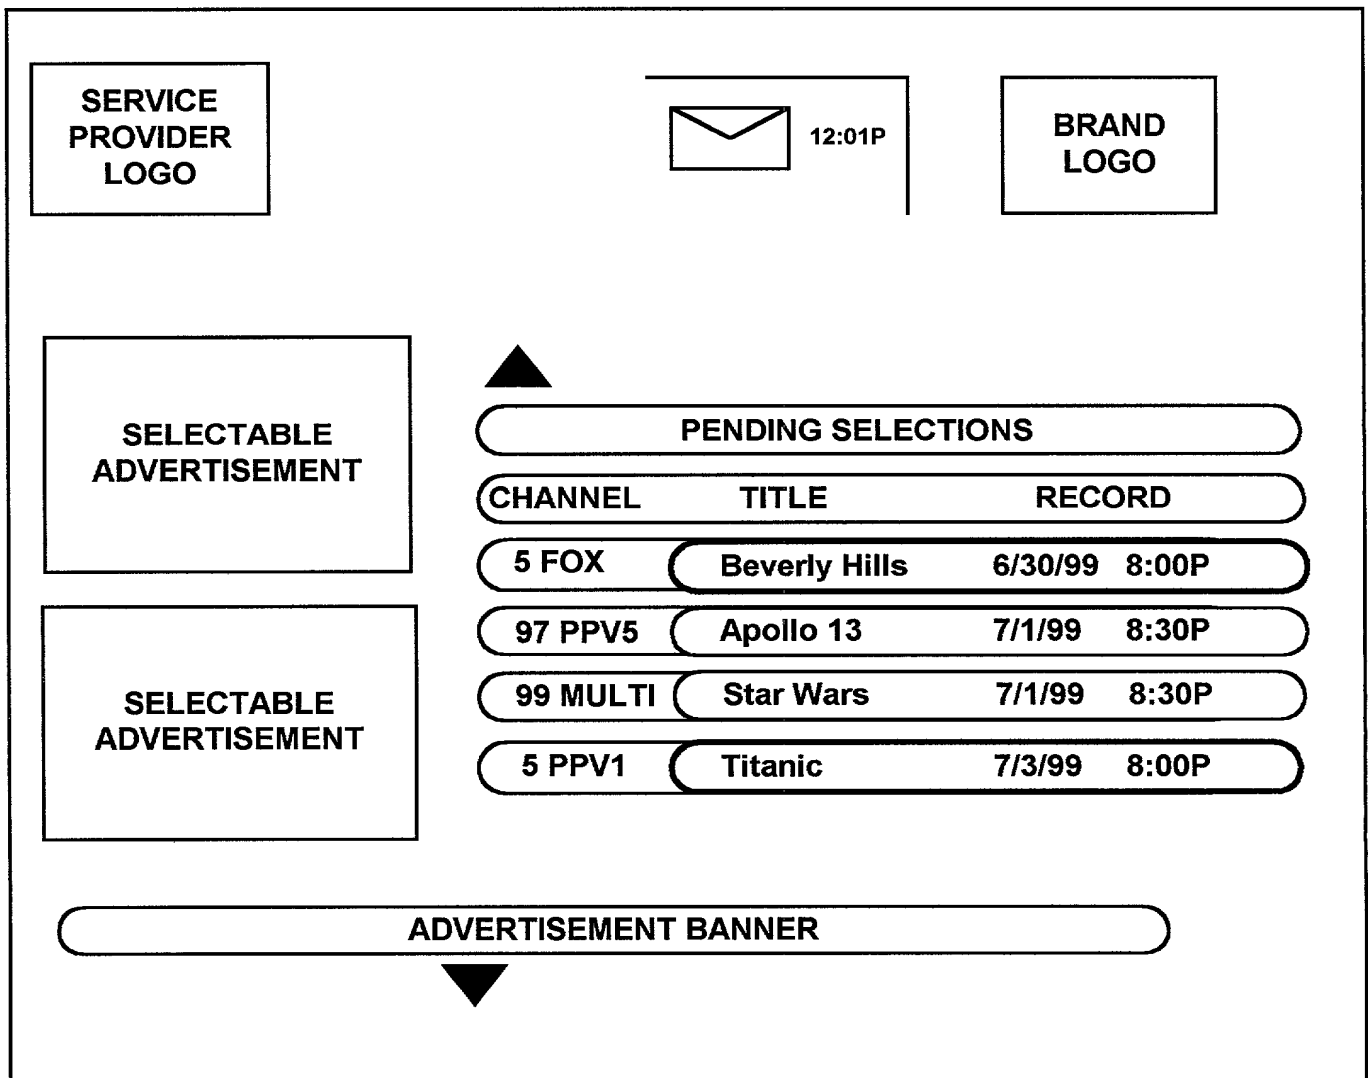 SERVICE
PROVIDER
LOGO
12:01P
BRAND
LOGO
SELECTABLE
ADVERTISEMENT
SELECTABLE
ADVERTISEMENT
PENDING SELECTIONS
CHANNEL TITLE RECORD
5 FOX Beverly Hills 6/30/99 8:00P
97 PPV5 Apollo 13 7/1/99 8:30P
99 MULTI Star Wars 7/1/99 8:30P
5 PPV1 Titanic 7/3/99 8:00P
ADVERTISEMENT BANNER